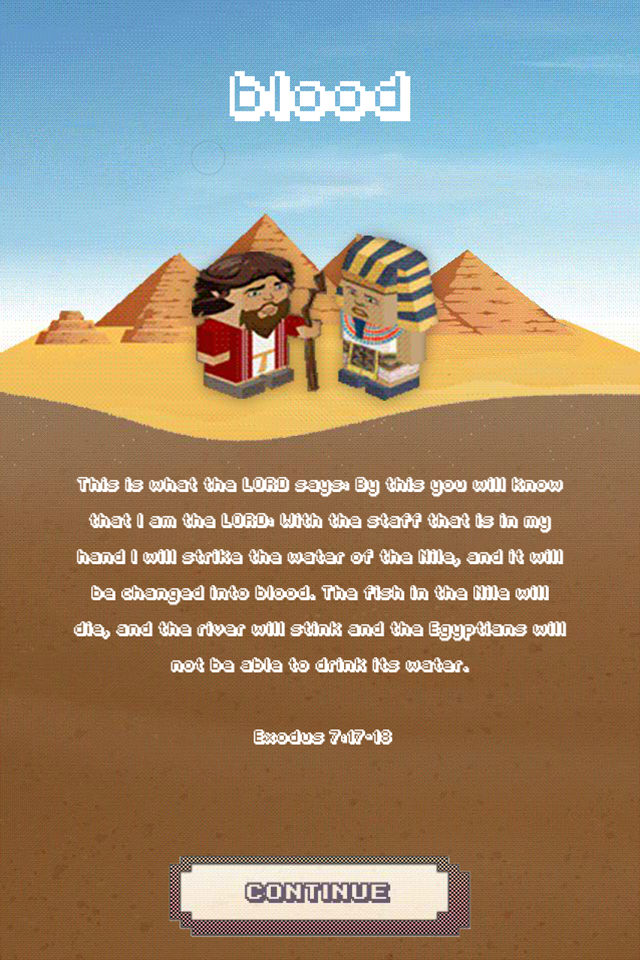 blood
This is what the LORD says: By this you will know
that I am the LORD: With the staff that is in my
hand I will strike the water of the Nile, and it will
be changed into blood. The fish in the Nile will
die, and the river will stink and the Egyptians will
not be able to drink its water.
Exodus 7:17-18
CONTINUE